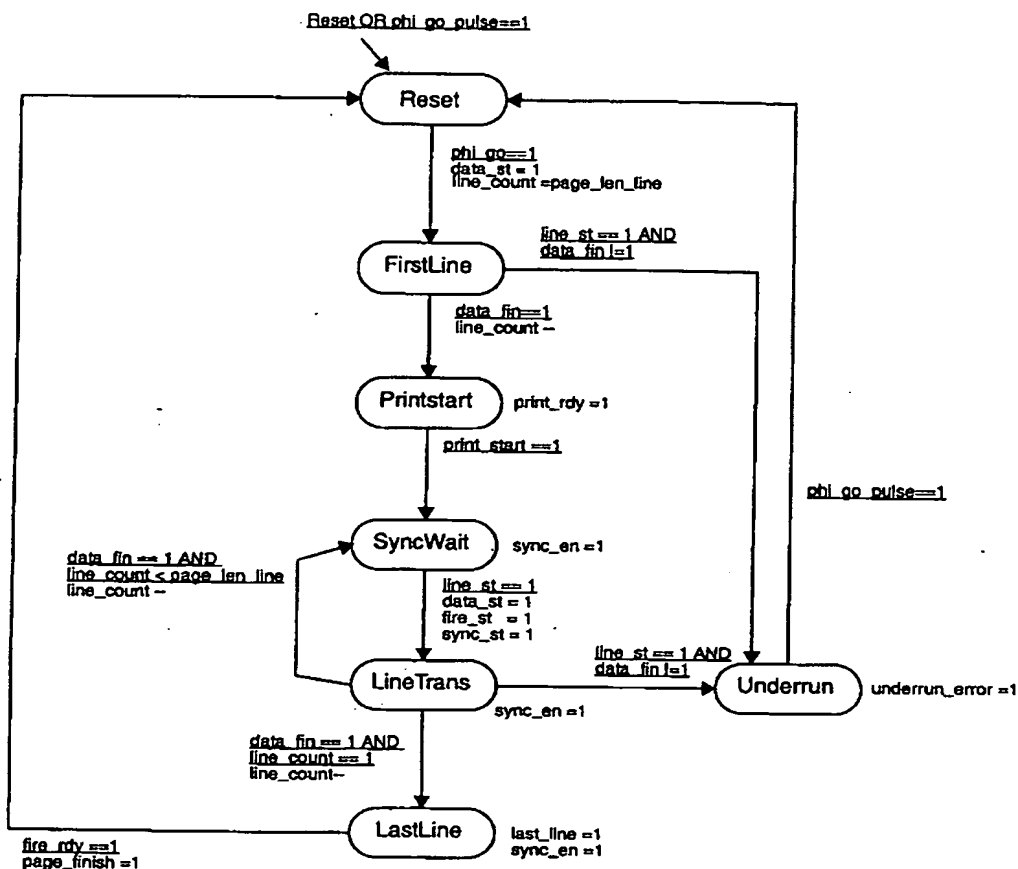 Reset OR phi_go_pulse==1
Reset
phi_go==1
data_st = 1
line_count =page_len_line
FirstLine
line_st == 1 AND
data_fin !=1
data_fin==1
line_count --
Printstart
print_rdy =1
print_start ==1
phi_go_pulse==1
SyncWait
sync_en =1
data_fin == 1 AND
line_count < page_len_line
line_count --
line_st == 1
data_st = 1
fire_st = 1
sync_st = 1
line_st == 1 AND
data_fin !=1
LineTrans
sync_en =1
Underrun
underrun_error =1
data_fin == 1 AND
line_count == 1
line_count--
LastLine
last_line =1
sync_en =1
fire_rdy ==1
page_finish =1